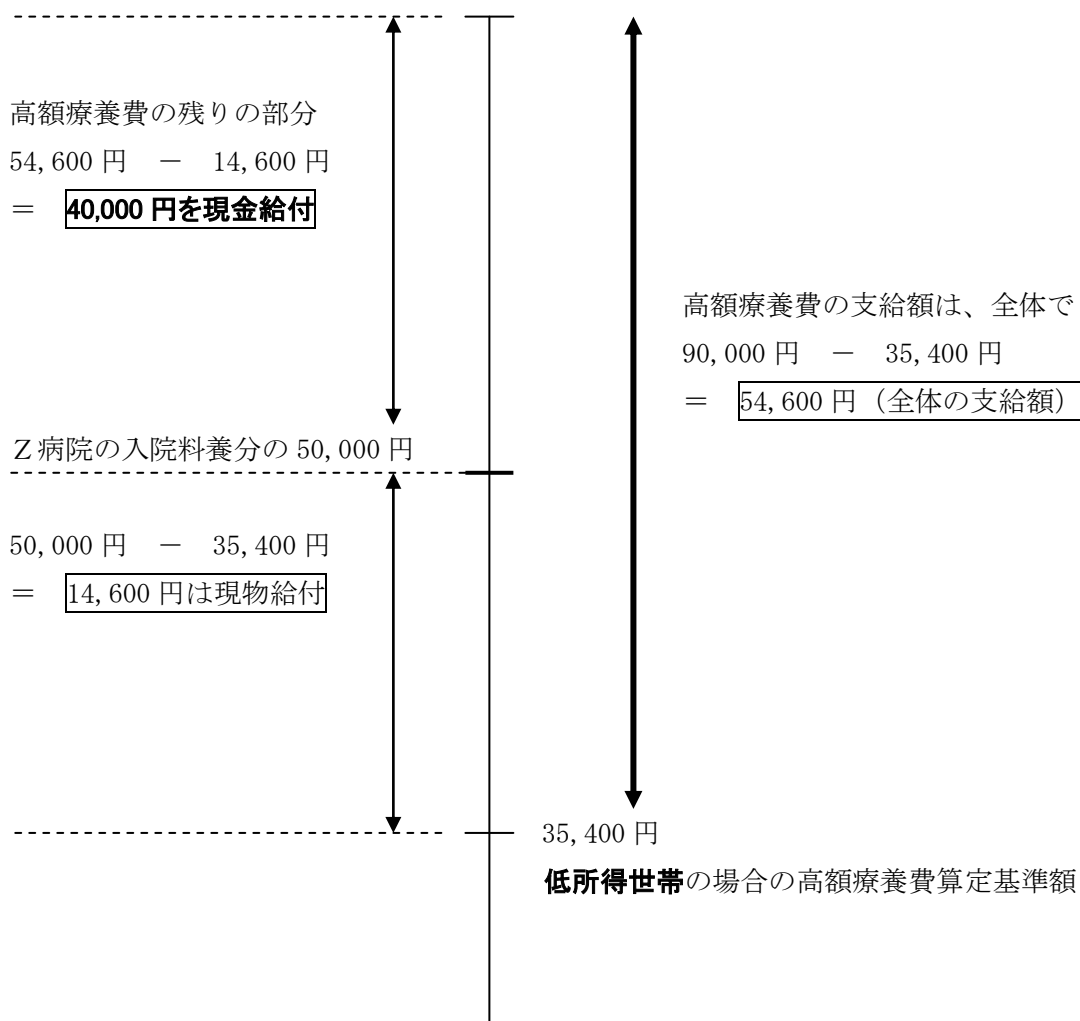 高額療養費の残りの部分
54,600 円 － 14,600 円
＝ 40,000 円を現金給付
高額療養費の支給額は、全体で
90,000 円 － 35,400 円
＝ 54,600 円（全体の支給額）
Ｚ病院の入院料養分の 50,000 円
50,000 円 － 35,400 円
＝ 14,600 円は現物給付
35,400 円
低所得世帯の場合の高額療養費算定基準額